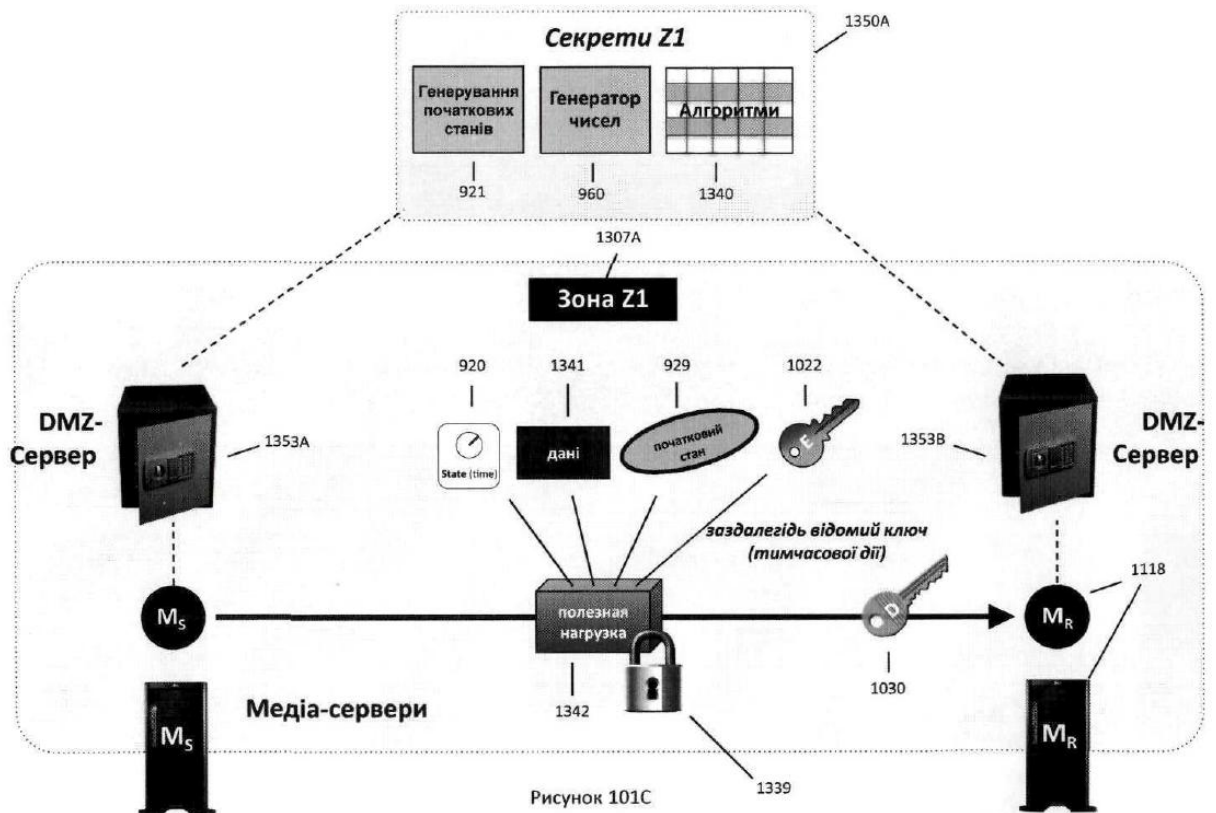 1350A
Секрети Z1
Генерування
початкових
станів
Генератор
чисел
Алгоритми
921
960
1340
1307A
Зона Z1
920
1341
929
1022
DMZ-
Сервер
1353A
State (time)
дані
початковий
стан
E
1353B
DMZ-
Сервер
заздалегідь відомий ключ
(тимчасової дії)
1118
MS
полезная
нагрузка
D
MR
1030
1342
Медіа-сервери
MS
MR
1339
Рисунок 101C